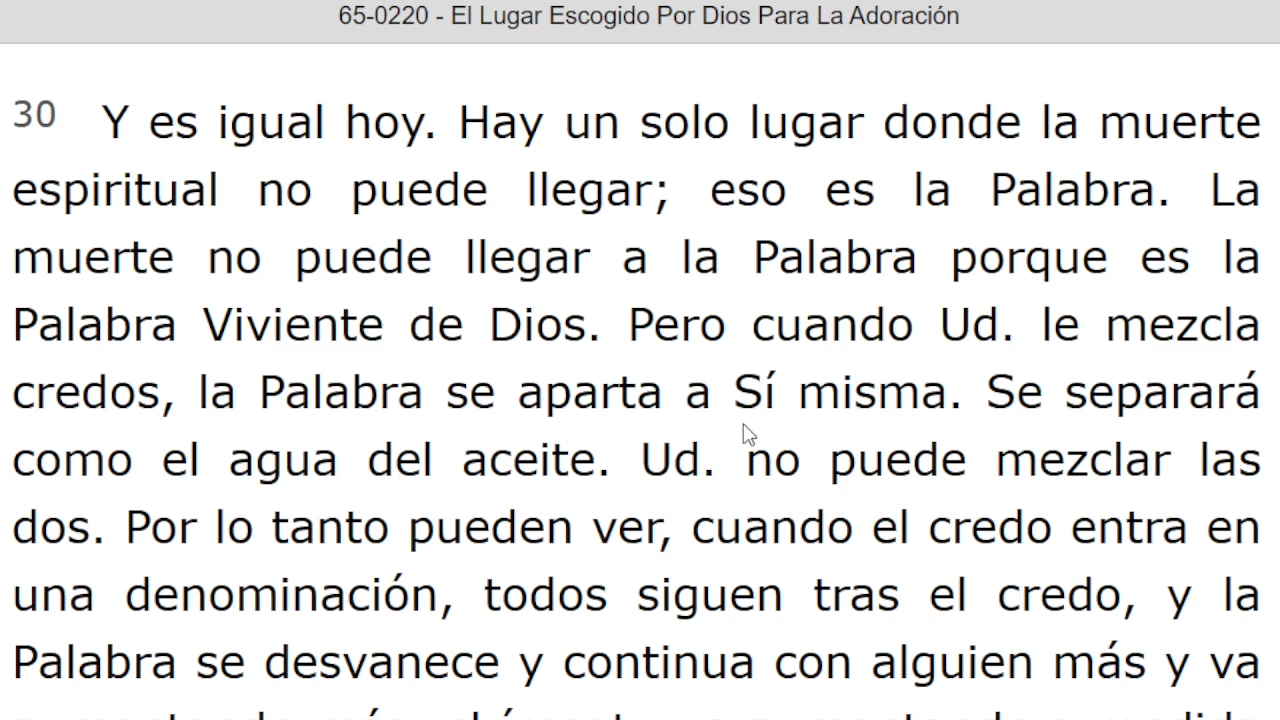 65-0220 - El Lugar Escogido Por Dios Para La Adoración
30 Y es igual hoy. Hay un solo lugar donde la muerte
espiritual no puede llegar; eso es la Palabra. La
muerte no puede llegar a la Palabra porque es la
Palabra Viviente de Dios. Pero cuando Ud. le mezcla
credos, la Palabra se aparta a Sí misma. Se separará
como el agua del aceite. Ud. no puede mezclar las
dos. Por lo tanto pueden ver, cuando el credo entra en
una denominación, todos siguen tras el credo, y la
Palabra se desvanece y continua con alguien más y va